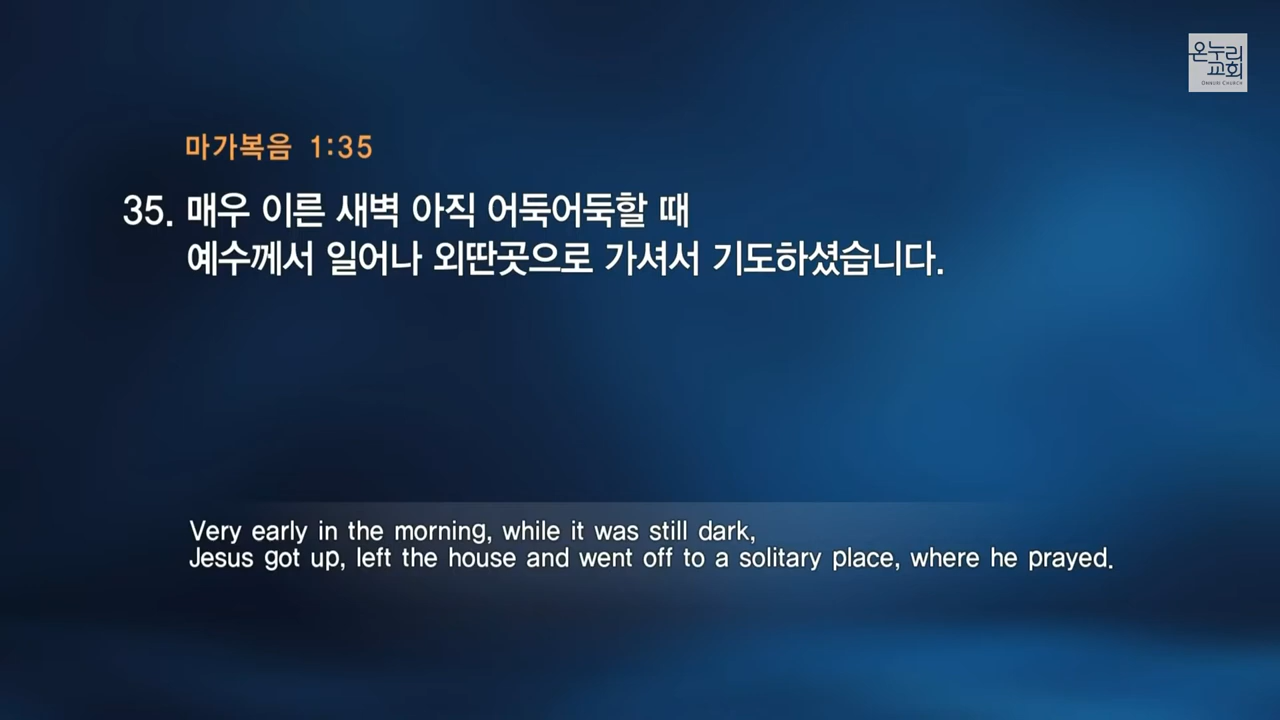 온누리
교회
ONNURI CHURCH
마가복음 1:35
35. 매우 이른 새벽 아직 어둑어둑할 때
예수께서 일어나 외딴곳으로 가셔서 기도하셨습니다.
Very early in the morning, while it was still dark,
Jesus got up, left the house and went off to a solitary place, where he prayed.